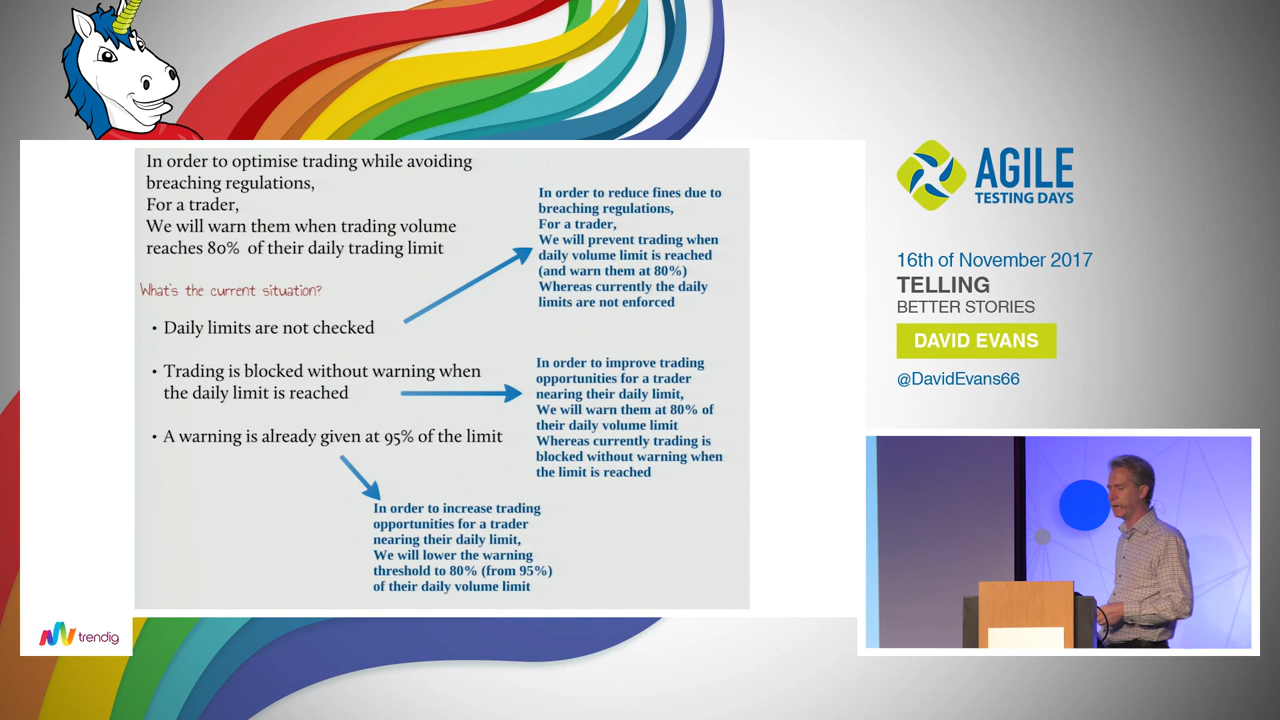 In order to optimise trading while avoiding
breaching regulations,
For a trader,
We will warn them when trading volume
reaches 80% of their daily trading limit
What's the current situation?
• Daily limits are not checked
• Trading is blocked without warning when
the daily limit is reached
• A warning is already given at 95% of the limit
In order to reduce fines due to
breaching regulations,
For a trader,
We will prevent trading when
daily volume limit is reached
(and warn them at 80%)
Whereas currently the daily
limits are not enforced
In order to improve trading
opportunities for a trader
nearing their daily limit,
We will warn them at 80% of
their daily volume limit
Whereas currently trading is
blocked without warning when
the limit is reached
In order to increase trading
opportunities for a trader
nearing their daily limit,
We will lower the warning
threshold to 80% (from 95%)
of their daily volume limit
trendig
AGILE
TESTING DAYS
16th of November 2017
TELLING
BETTER STORIES
DAVID EVANS
@DavidEvans66